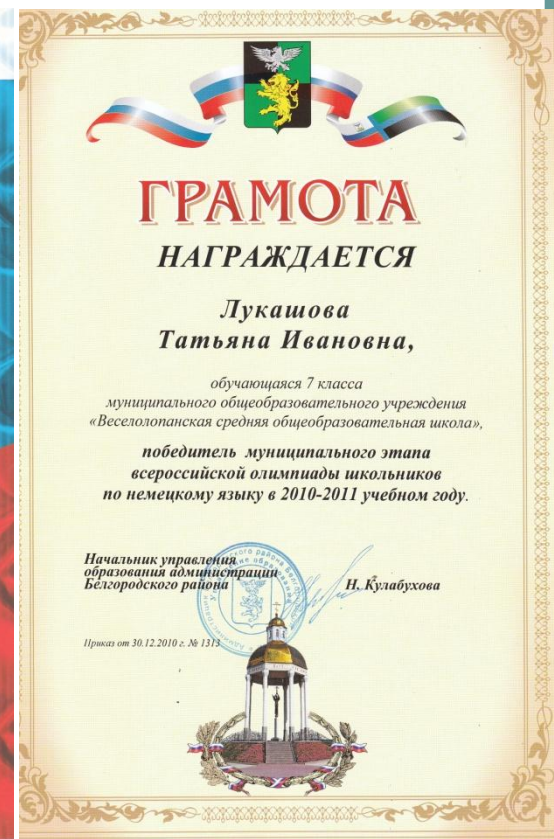 ГРАМОТА
НАГРАЖДАЕТСЯ
Лукашова
Татьяна Ивановна,
обучающаяся 7 класса
муниципального общеобразовательного учреждения
«Веселолопанская средняя общеобразовательная школа»,
победитель муниципального этапа
всероссийской олимпиады школьников
по немецкому языку в 2010-2011 учебном году.
Начальник управления
образования администрации
Белгородского района Н. Кулабухова
Приказ от 30.12.2010 г. № 1313